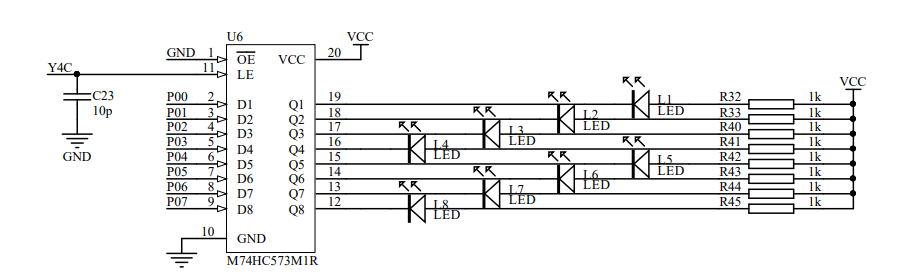 U6
VCC
GND 1 OE VCC 20
Y4C 11 LE
VCC
C23
10p
GND
P00 2 D1 Q1 19 L1 LED R32 1k
P01 3 D2 Q2 18 L2 LED R33 1k
P02 4 D3 Q3 17 L3 LED R40 1k
P03 5 D4 Q4 16 L4 LED R41 1k
P04 6 D5 Q5 15 L5 LED R42 1k
P05 7 D6 Q6 14 L6 LED R43 1k
P06 8 D7 Q7 13 L7 LED R44 1k
P07 9 D8 Q8 12 L8 LED R45 1k
10 GND
M74HC573M1R